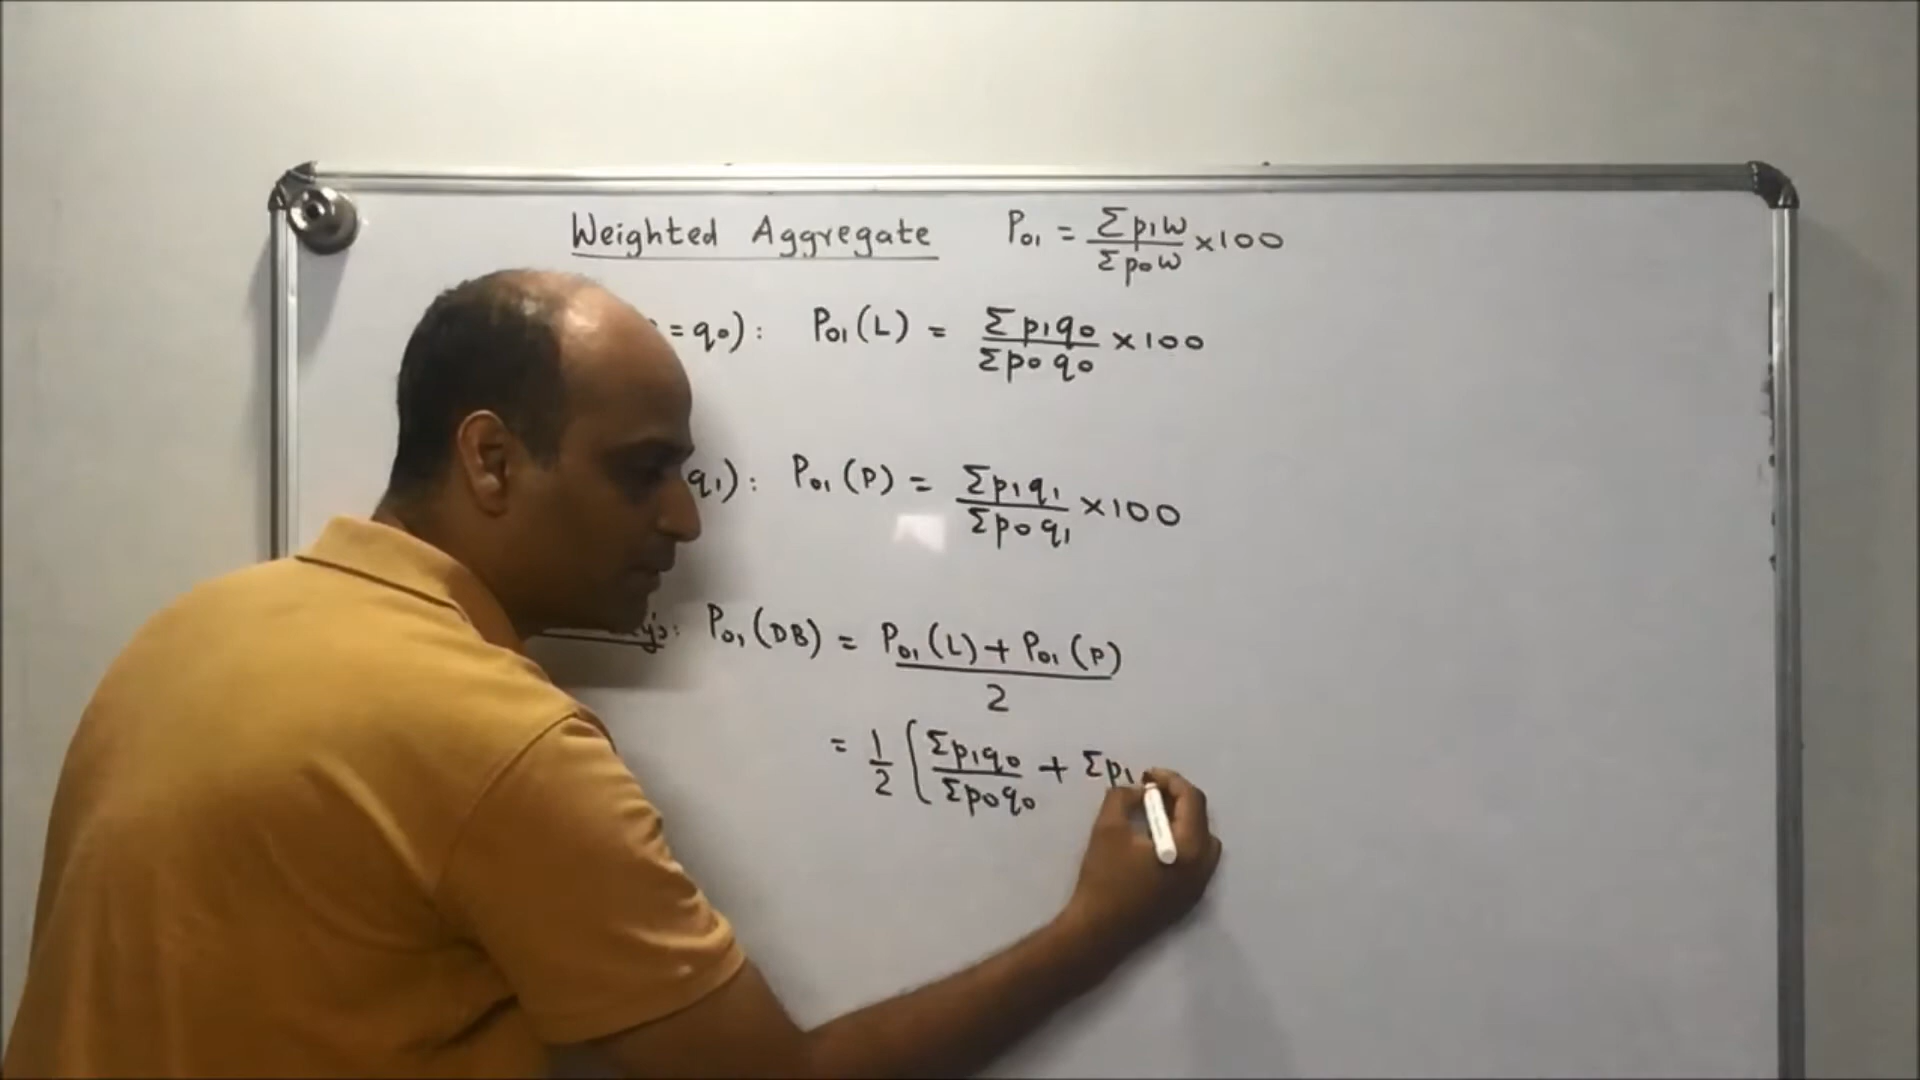 Weighted Aggregate P₀₁ = Σp₁w / Σp₀w ×100
= q₀) : P₀₁(L) = Σp₁q₀ / Σp₀q₀ ×100
q₁) : P₀₁(P) = Σp₁q₁ / Σp₀q₁ ×100
y's : P₀₁(DB) = P₀₁(L) + P₀₁(P) / 2
= 1/2 ( Σp₁q₀ / Σp₀q₀ + Σp₁